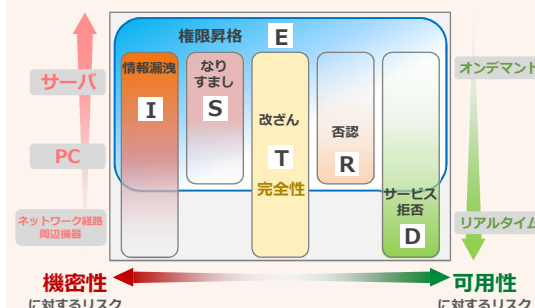 権限昇格 E
情報漏洩
I
なり
すまし
S
改ざん
T
完全性
否認
R
サービス
拒否
D
サーバ
PC
ネットワーク経路
周辺機器
オンデマンド
リアルタイム
機密性
に対するリスク
可用性
に対するリスク